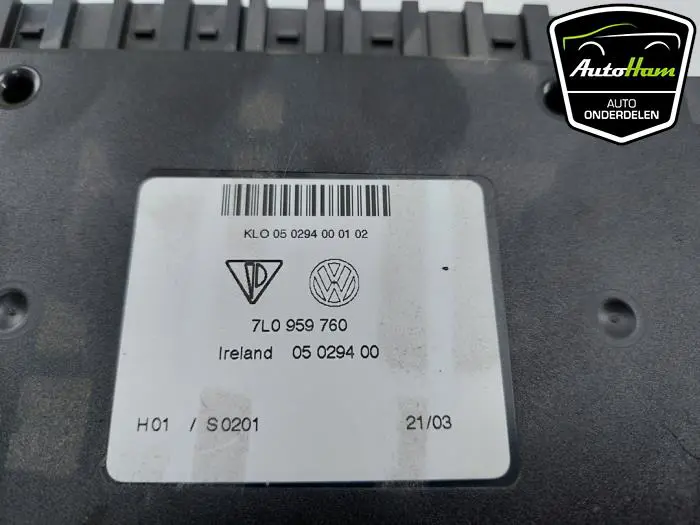 AutoHam
AUTO
ONDERDELEN
KLO 05 0294 00 01 02
7L0 959 760
Ireland 05 0294 00
H01 / S0201 21/03